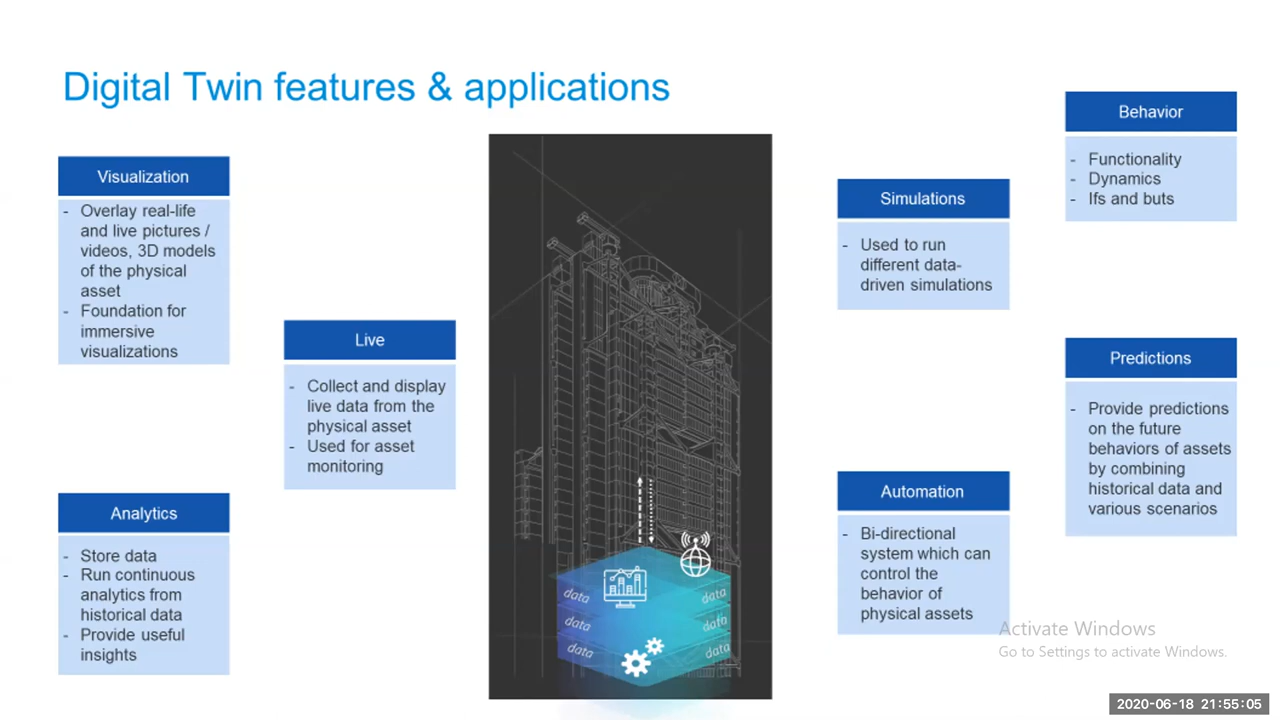 Digital Twin features & applications
Visualization
- Overlay real-life
and live pictures /
videos, 3D models
of the physical
asset
- Foundation for
immersive
visualizations
Live
- Collect and display
live data from the
physical asset
- Used for asset
monitoring
Analytics
- Store data
- Run continuous
analytics from
historical data
- Provide useful
insights
data
data
data
data
data
data
Simulations
- Used to run
different data-
driven simulations
Behavior
- Functionality
- Dynamics
- Ifs and buts
Predictions
- Provide predictions
on the future
behaviors of assets
by combining
historical data and
various scenarios
Automation
- Bi-directional
system which can
control the
behavior of
physical assets
Activate Windows
Go to Settings to activate Windows.
2020-06-18 21:55:05